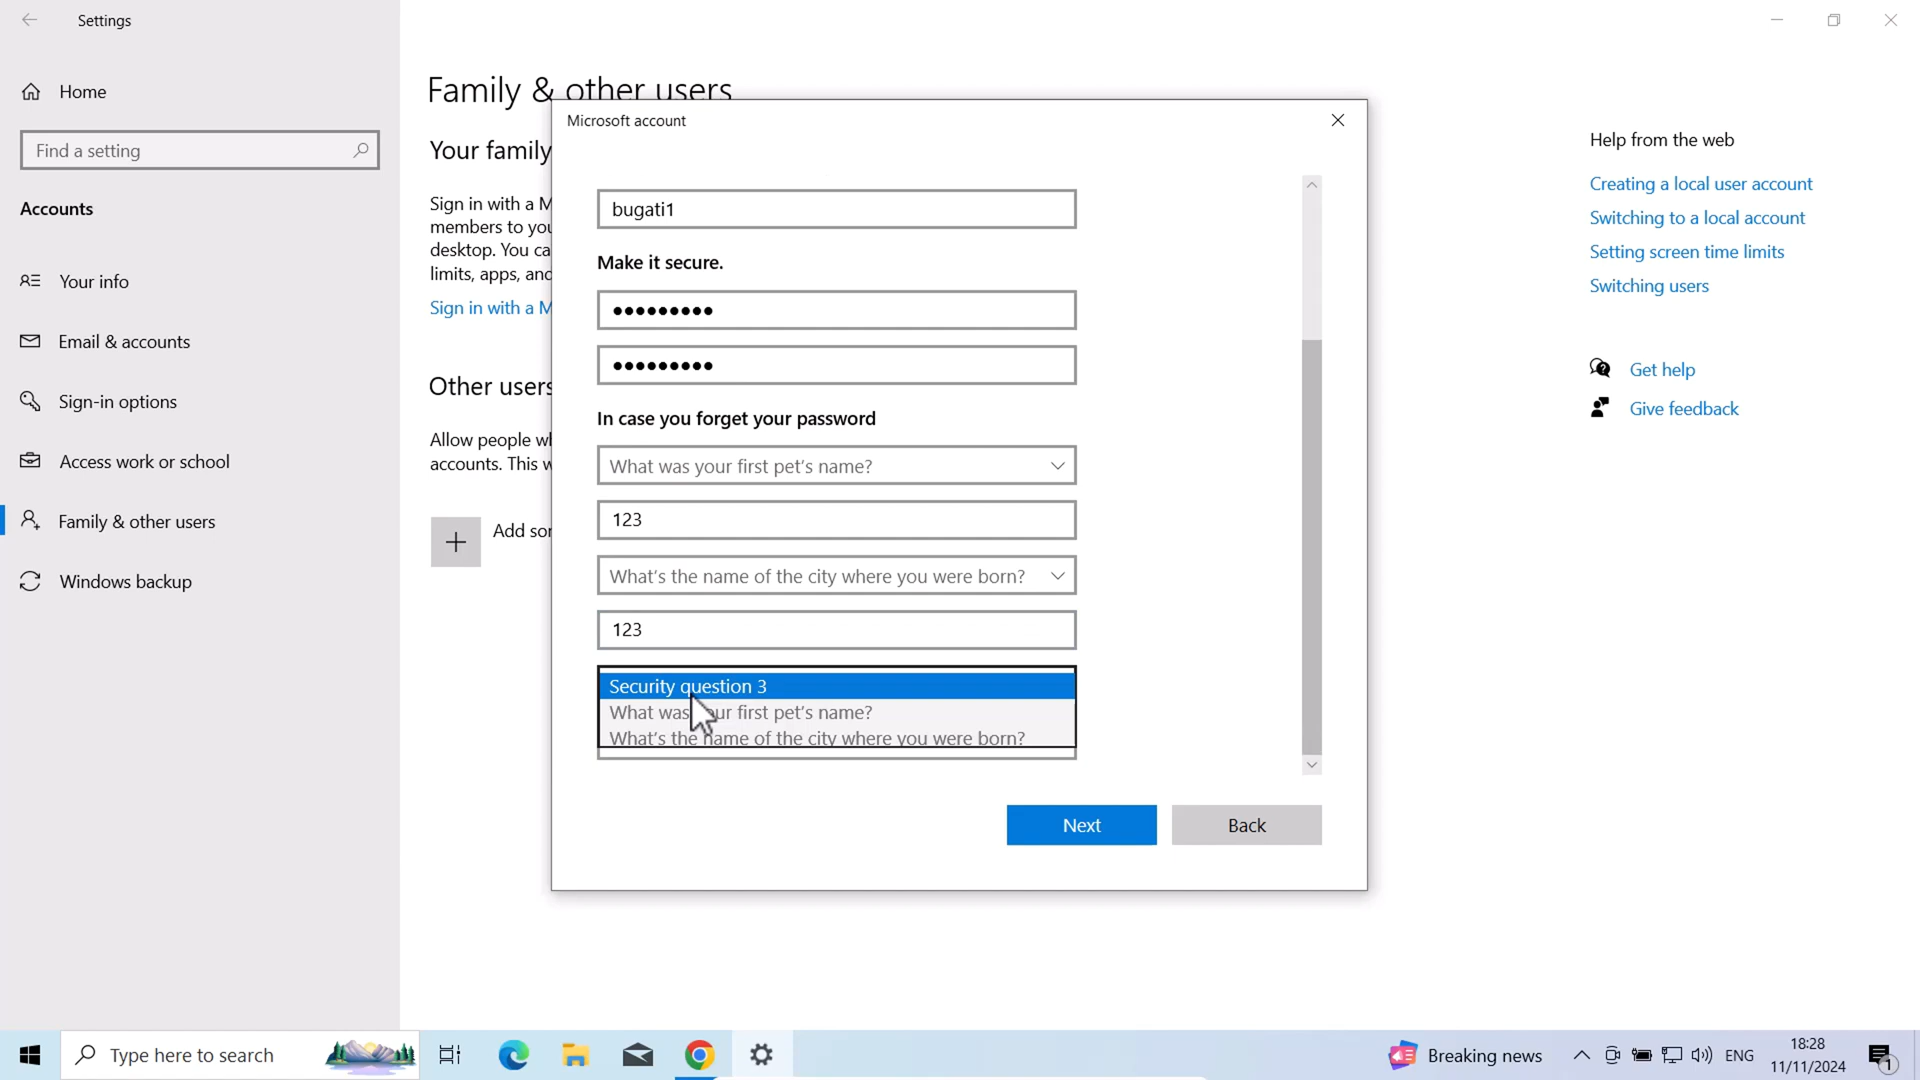 Settings
Home
Find a setting
Accounts
Your info
Email & accounts
Sign-in options
Access work or school
Family & other users
Windows backup
Family & other users
Your family
Sign in with a M
members to you
desktop. You ca
limits, apps, and
Sign in with a M
Other users
Allow people wh
accounts. This w
Add son
Microsoft account
bugati1
Make it secure.
●●●●●●●●●
●●●●●●●●●
In case you forget your password
What was your first pet's name?
123
What's the name of the city where you were born?
123
Security question 3
What was your first pet's name?
What's the name of the city where you were born?
Next
Back
Help from the web
Creating a local user account
Switching to a local account
Setting screen time limits
Switching users
Get help
Give feedback
Type here to search
Breaking news
ENG
18:28
11/11/2024
1